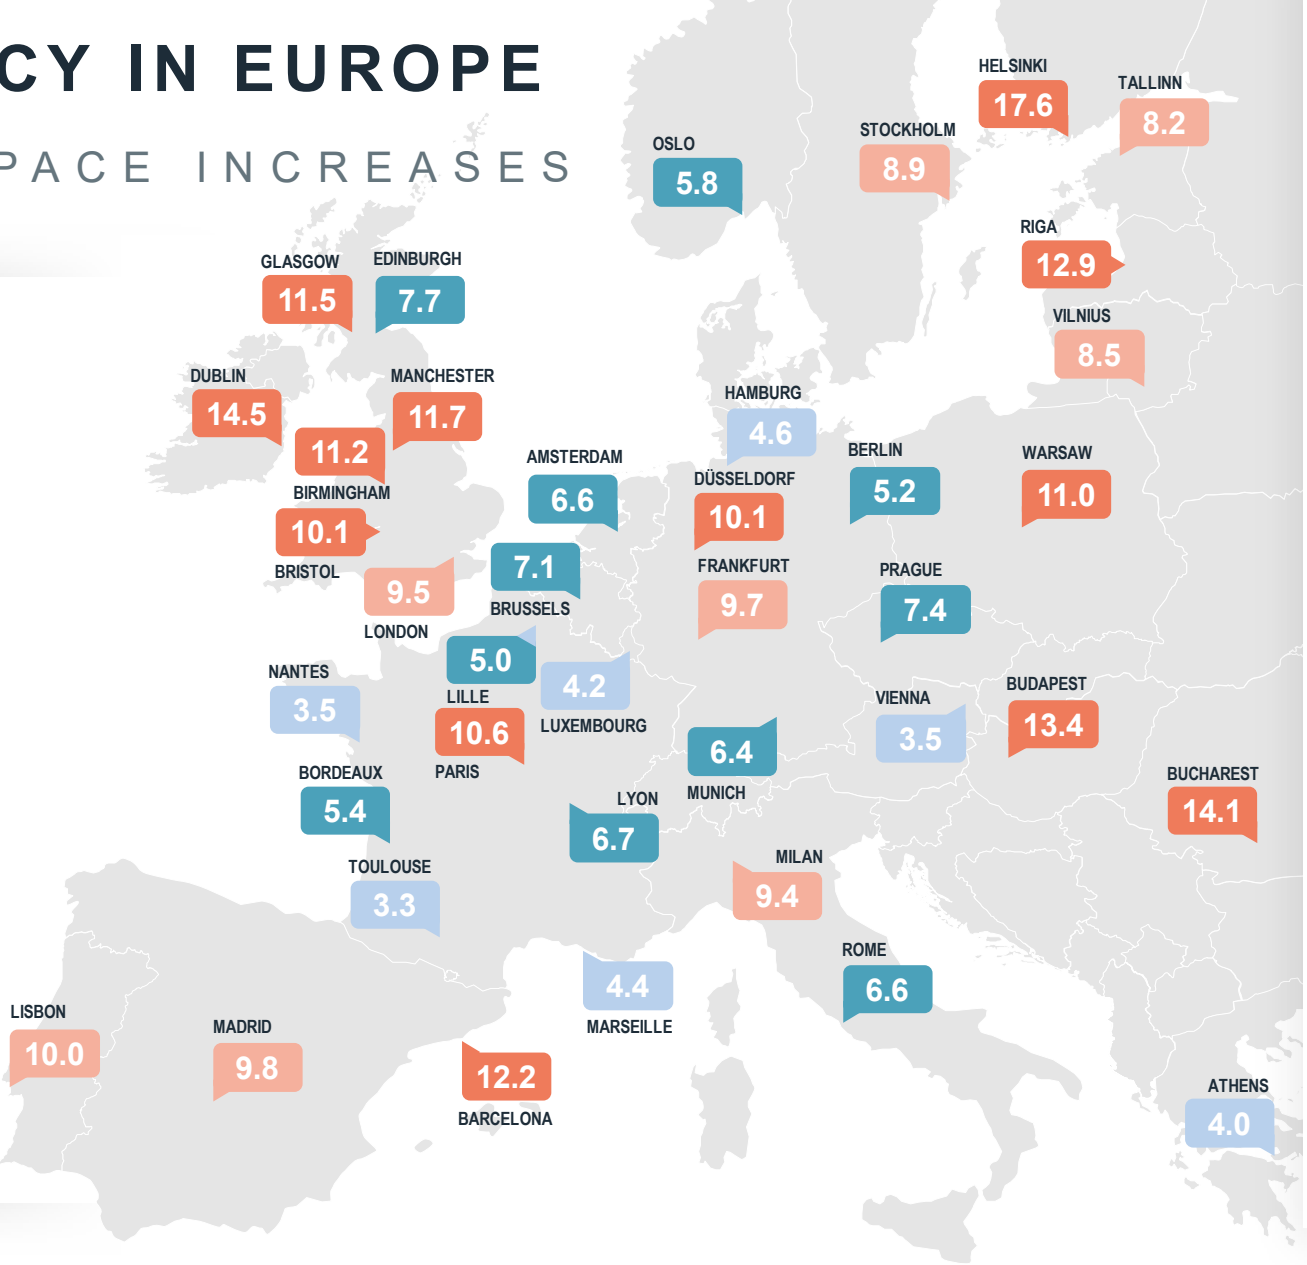 CY IN EUROPE
PACE INCREASES
HELSINKI
17.6
TALLINN
8.2
STOCKHOLM
8.9
OSLO
5.8
RIGA
12.9
VILNIUS
8.5
GLASGOW
11.5
EDINBURGH
7.7
DUBLIN
14.5
MANCHESTER
11.7
11.2
BIRMINGHAM
10.1
BRISTOL
9.5
LONDON
HAMBURG
4.6
AMSTERDAM
6.6
DÜSSELDORF
10.1
BERLIN
5.2
WARSAW
11.0
7.1
BRUSSELS
FRANKFURT
9.7
PRAGUE
7.4
5.0
LILLE
4.2
LUXEMBOURG
NANTES
3.5
10.6
PARIS
VIENNA
3.5
BUDAPEST
13.4
6.4
MUNICH
BORDEAUX
5.4
LYON
6.7
BUCHAREST
14.1
TOULOUSE
3.3
MILAN
9.4
ROME
6.6
4.4
MARSEILLE
LISBON
10.0
MADRID
9.8
12.2
BARCELONA
ATHENS
4.0